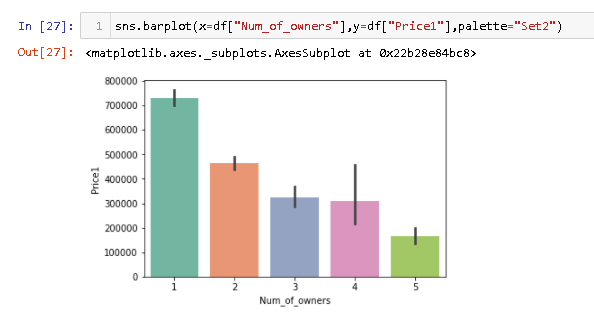 In [27]: 1 sns.barplot(x=df["Num_of_owners"],y=df["Price1"],palette="Set2")
Out[27]: <matplotlib.axes._subplots.AxesSubplot at 0x22b28e84bc8>
800000
700000
600000
500000
400000
300000
200000
100000
0
Price1
1 2 3 4 5
Num_of_owners